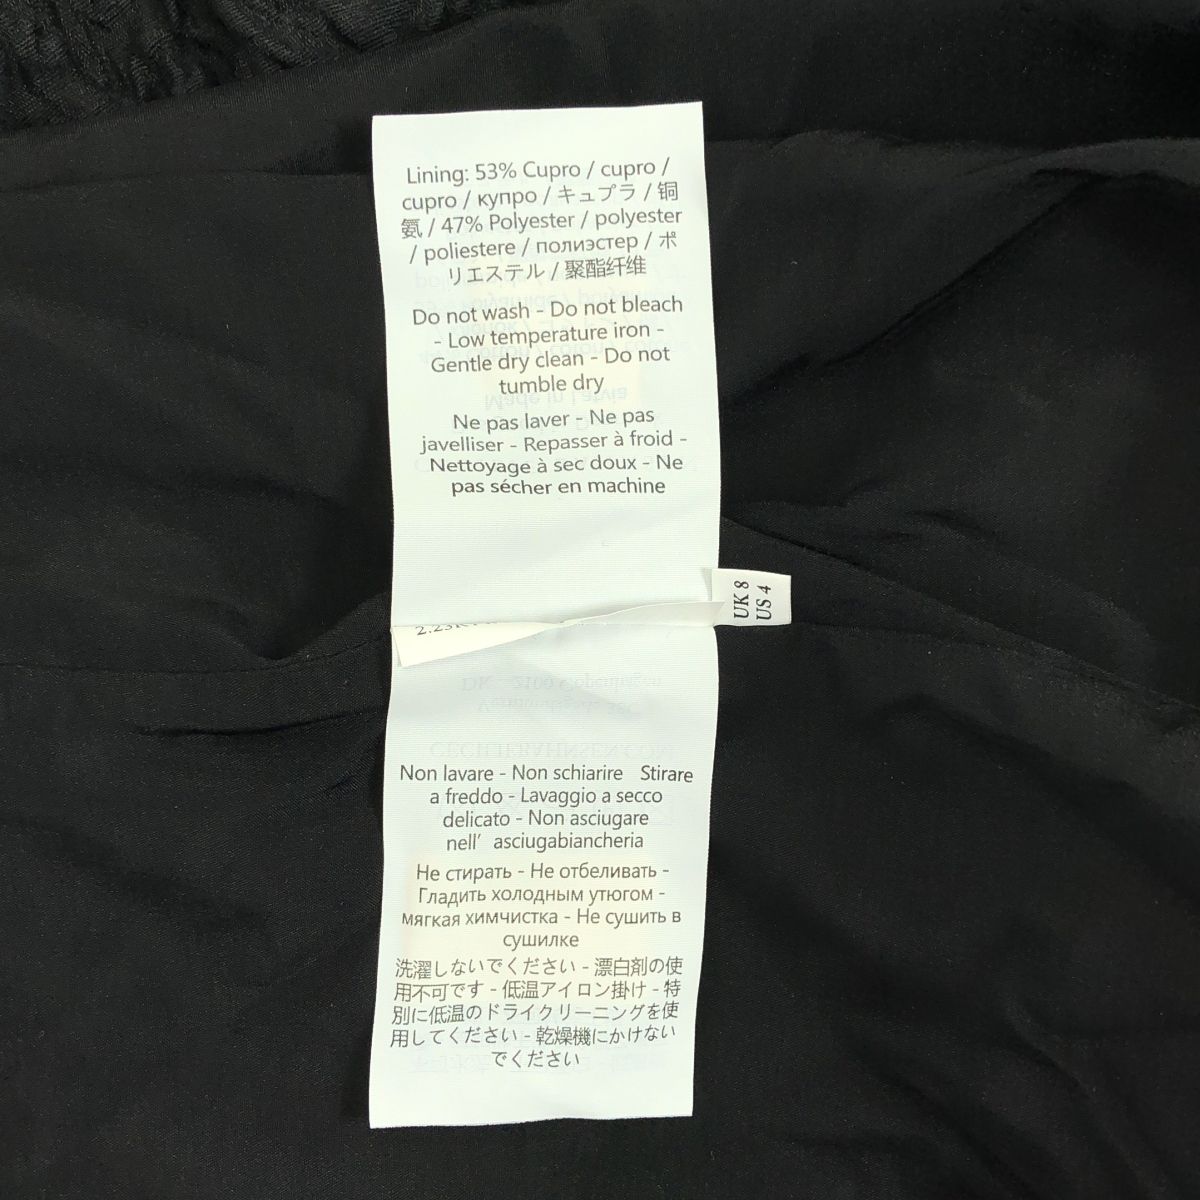 Lining: 53% Cupro / cupro /
cupro / купро / キュプラ / 铜
氨 / 47% Polyester / polyester
/ poliestere / полиэстер / ポ
リエステル / 聚酯纤维
Do not wash - Do not bleach
- Low temperature iron -
Gentle dry clean - Do not
tumble dry
Ne pas laver - Ne pas
javelliser - Repasser à froid -
Nettoyage à sec doux - Ne
pas sécher en machine
UK 8
US 4
Non lavare - Non schiarire   Stirare
a freddo - Lavaggio a secco
delicato - Non asciugare
nell' asciugabiancheria
Не стирать - Не отбеливать -
Гладить холодным утюгом -
мягкая химчистка - Не сушить в
сушилке
洗濯しないでください - 漂白剤の使
用不可です - 低温アイロン掛け - 特
別に低温のドライクリーニングを使
用してください - 乾燥機にかけない
でください